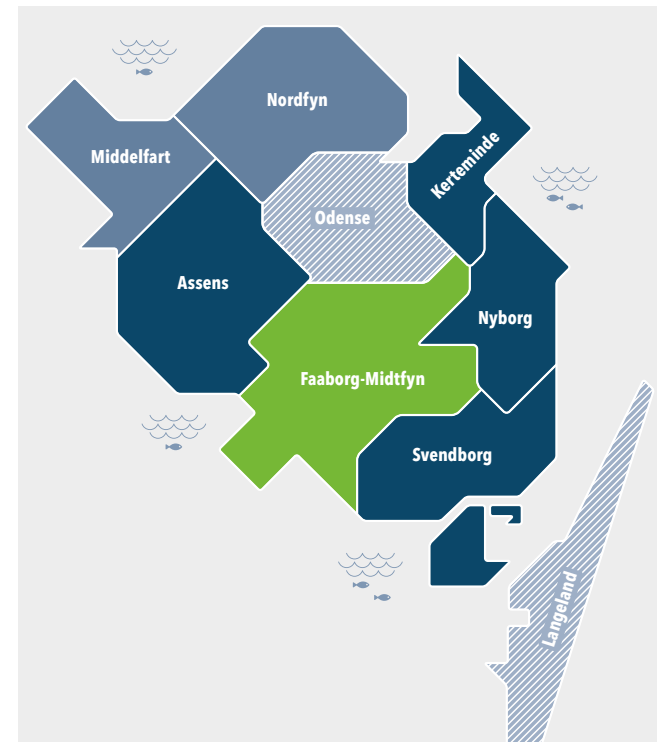 Nordfyn
Middelfart
Kerteminde
Odense
Assens
Nyborg
Faaborg-Midtfyn
Svendborg
Langeland